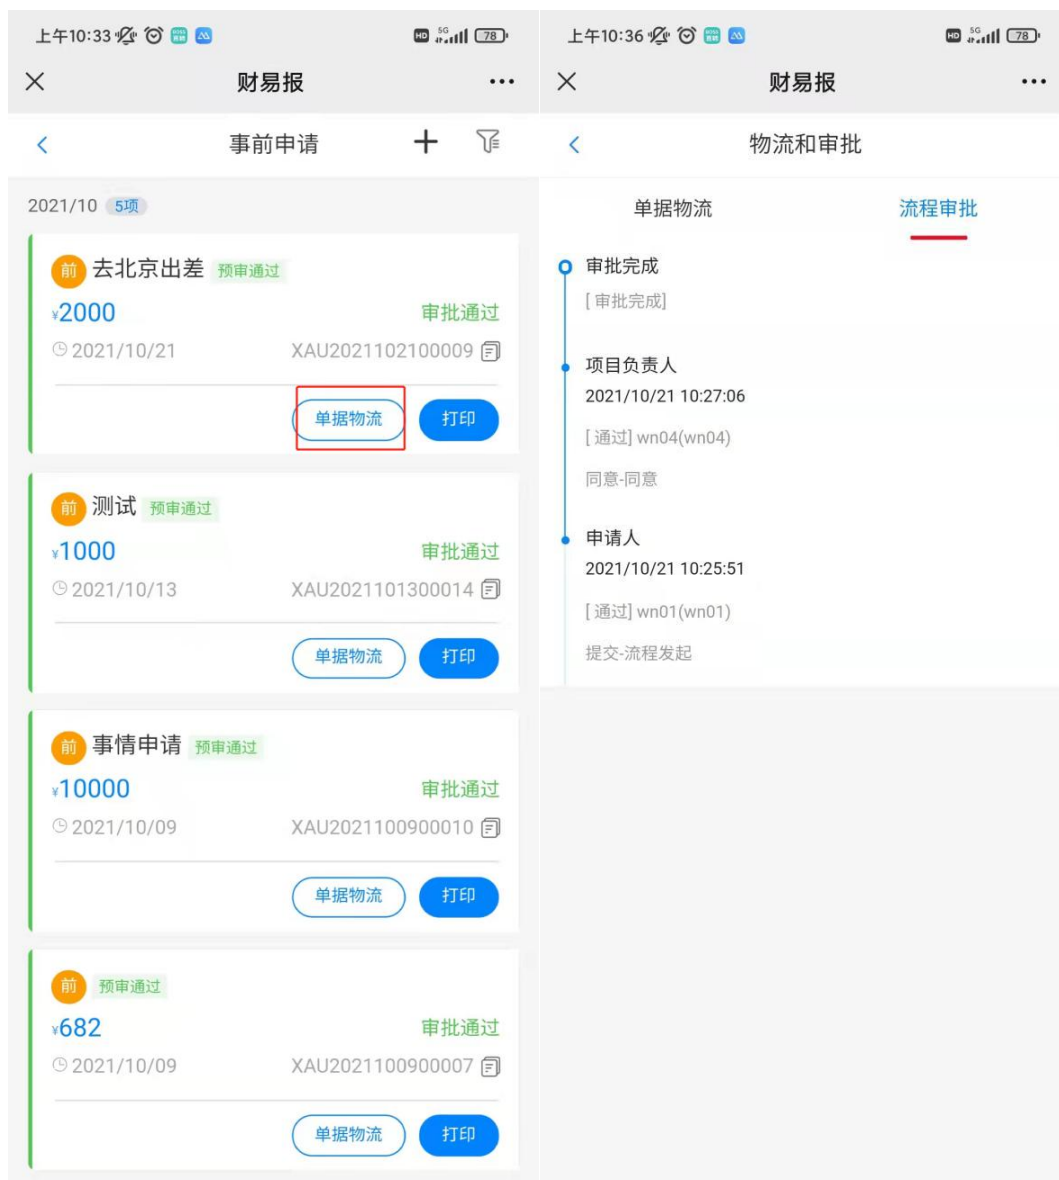 上午10:33
HD 5G 78
财易报
事前申请
2021/10 5项
前 去北京出差 预审通过
¥2000 审批通过
2021/10/21 XAU2021102100009
单据物流 打印
前 测试 预审通过
¥1000 审批通过
2021/10/13 XAU2021101300014
单据物流 打印
前 事情申请 预审通过
¥10000 审批通过
2021/10/09 XAU2021100900010
单据物流 打印
前 预审通过
¥682 审批通过
2021/10/09 XAU2021100900007
单据物流 打印
上午10:36
HD 5G 78
财易报
物流和审批
单据物流 流程审批
审批完成
[ 审批完成]
项目负责人
2021/10/21 10:27:06
[ 通过] wn04(wn04)
同意-同意
申请人
2021/10/21 10:25:51
[ 通过] wn01(wn01)
提交-流程发起